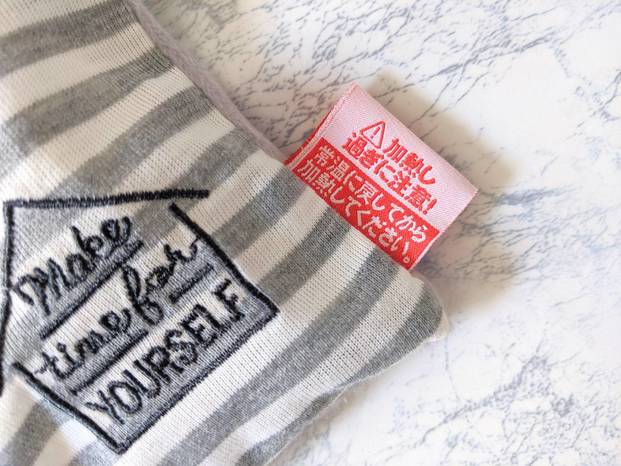 Make
time for
YOURSELF
⚠加熱し
過ぎに注意!
常温に戻してから
加熱してください。